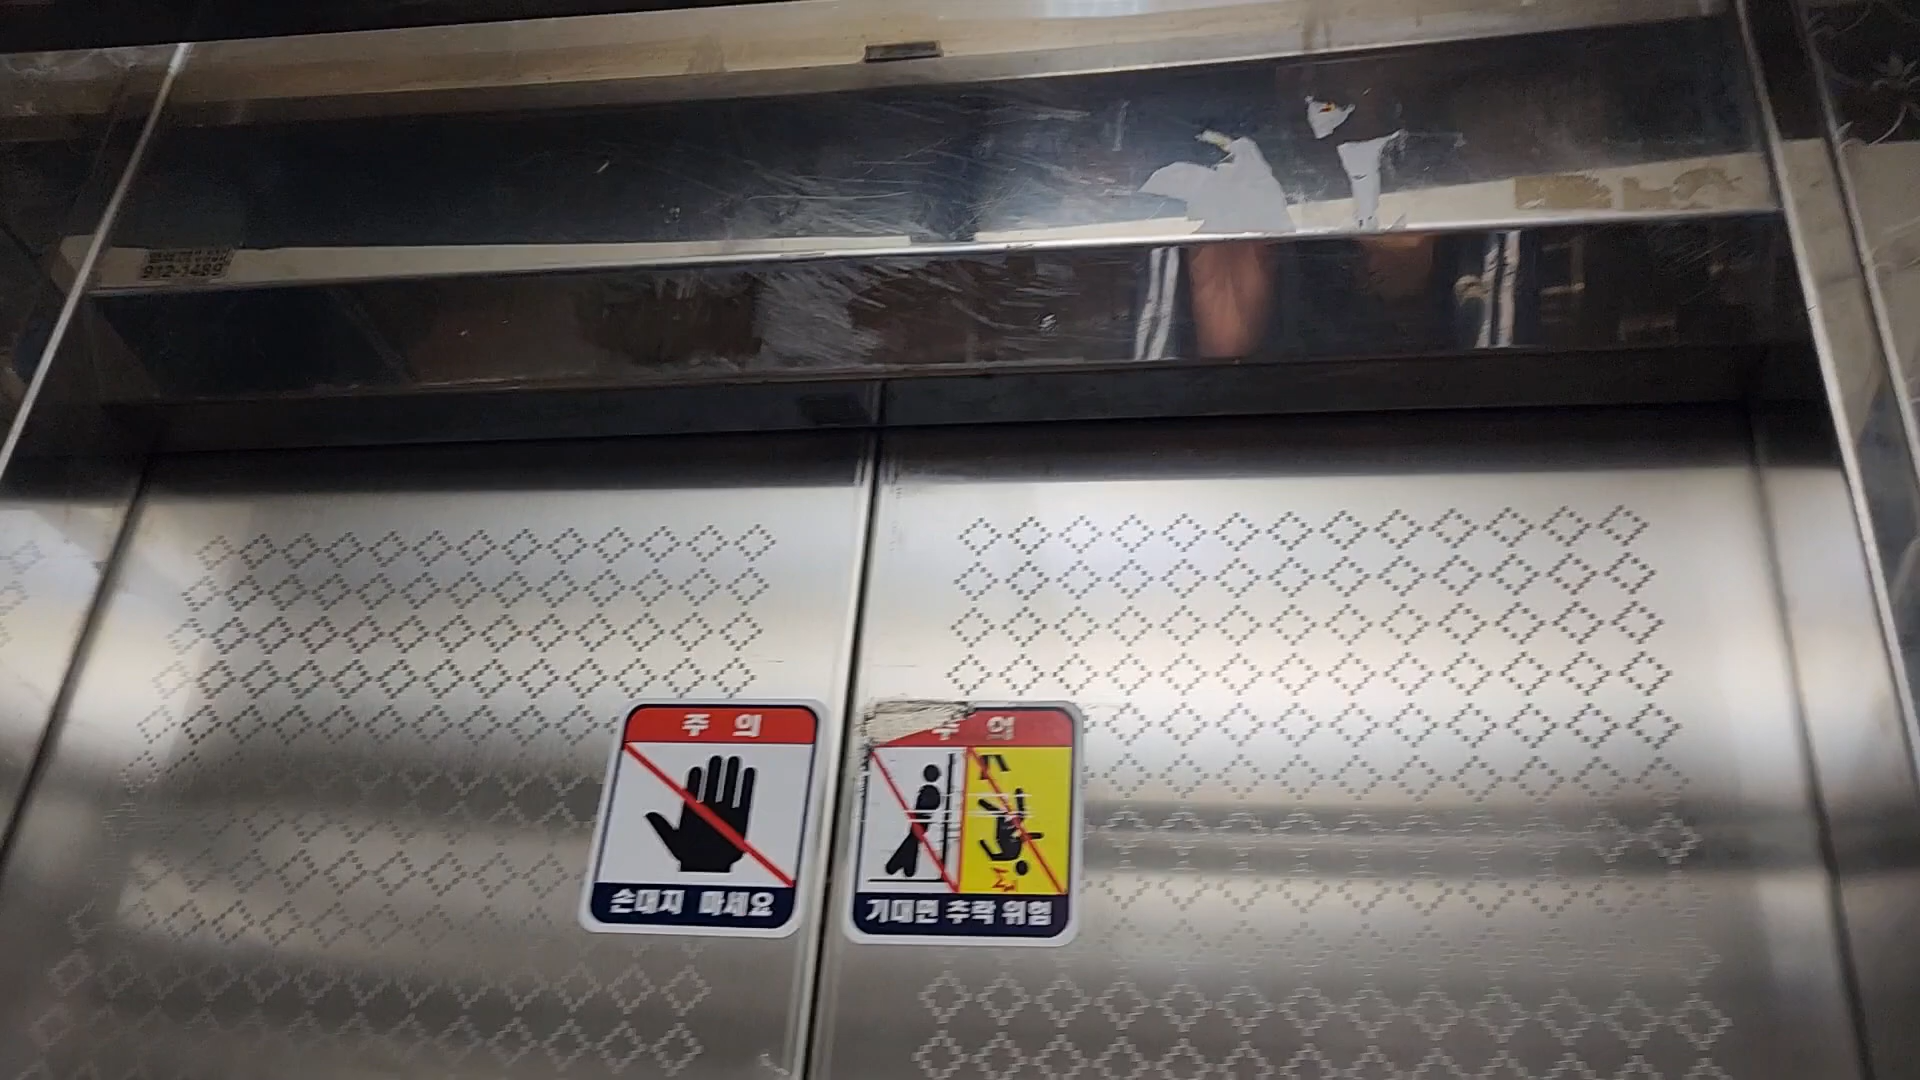 912-1489
주 의
손대지 마세요
주 의
기대면 추락 위험